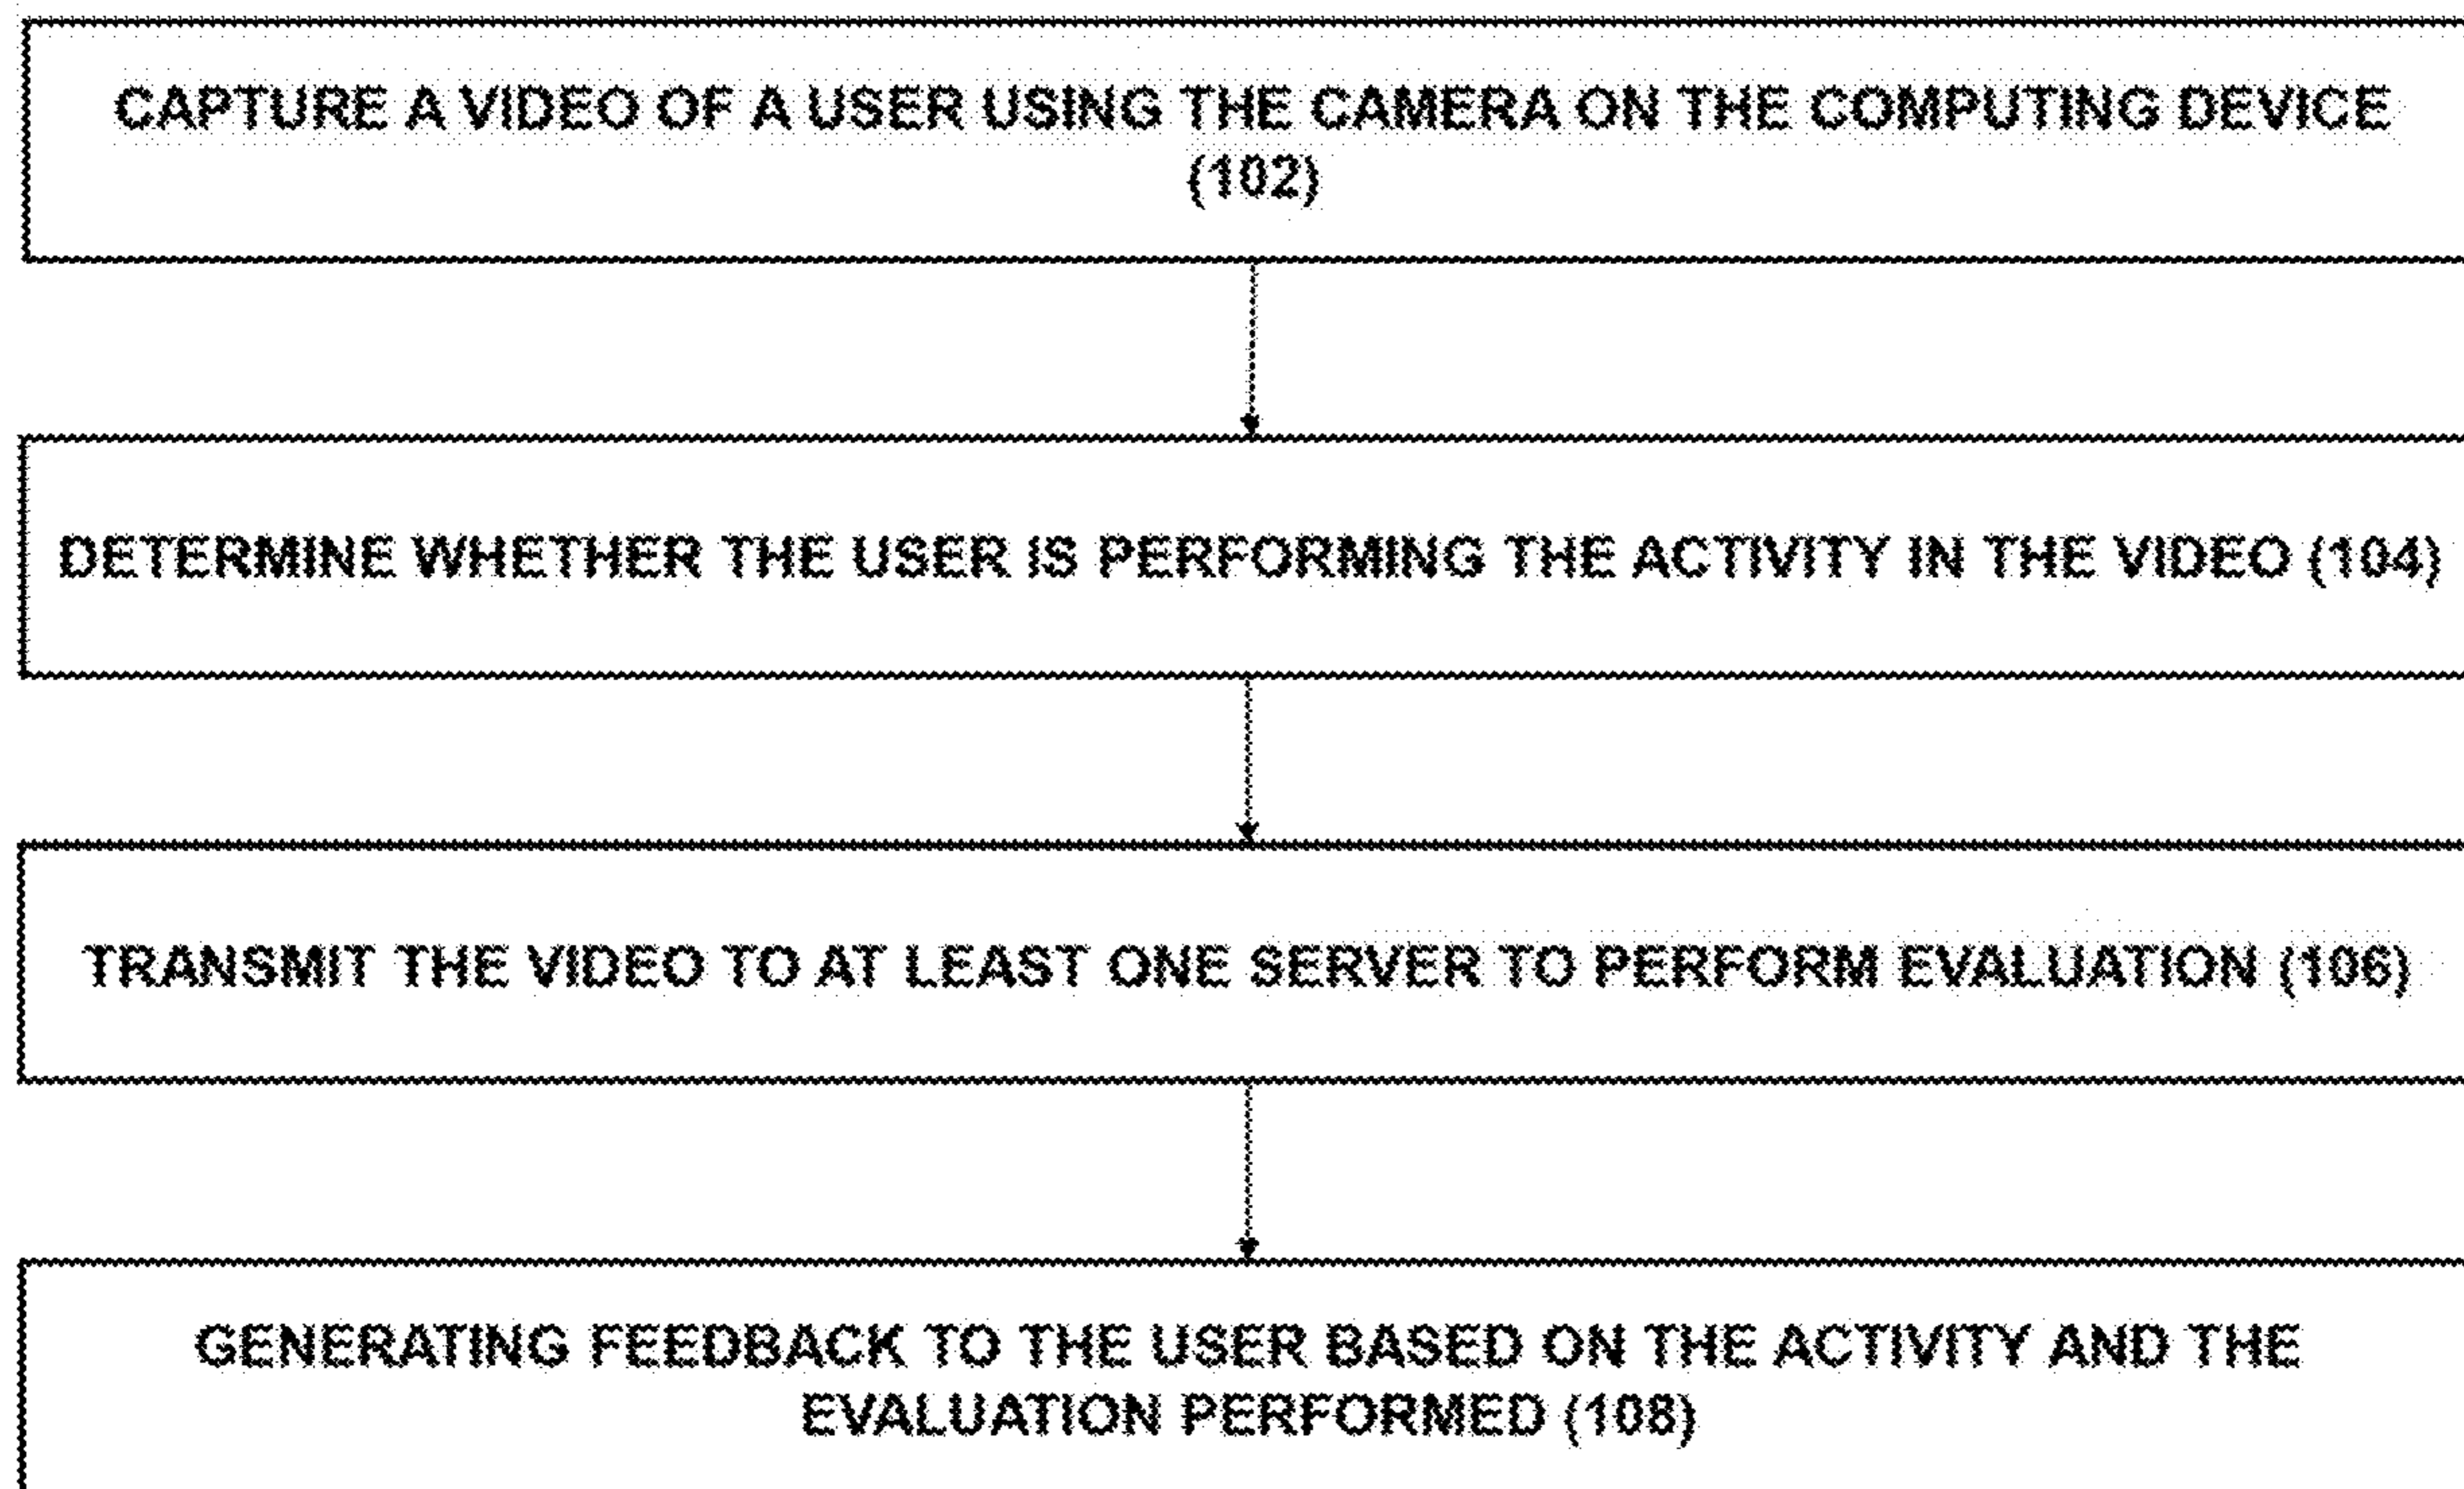 CAPTURE A VIDEO OF A USER USING THE CAMERA ON THE COMPUTING DEVICE
(102)
DETERMINE WHETHER THE USER IS PERFORMING THE ACTIVITY IN THE VIDEO (104)
TRANSMIT THE VIDEO TO AT LEAST ONE SERVER TO PERFORM EVALUATION (106)
GENERATING FEEDBACK TO THE USER BASED ON THE ACTIVITY AND THE
EVALUATION PERFORMED (108)